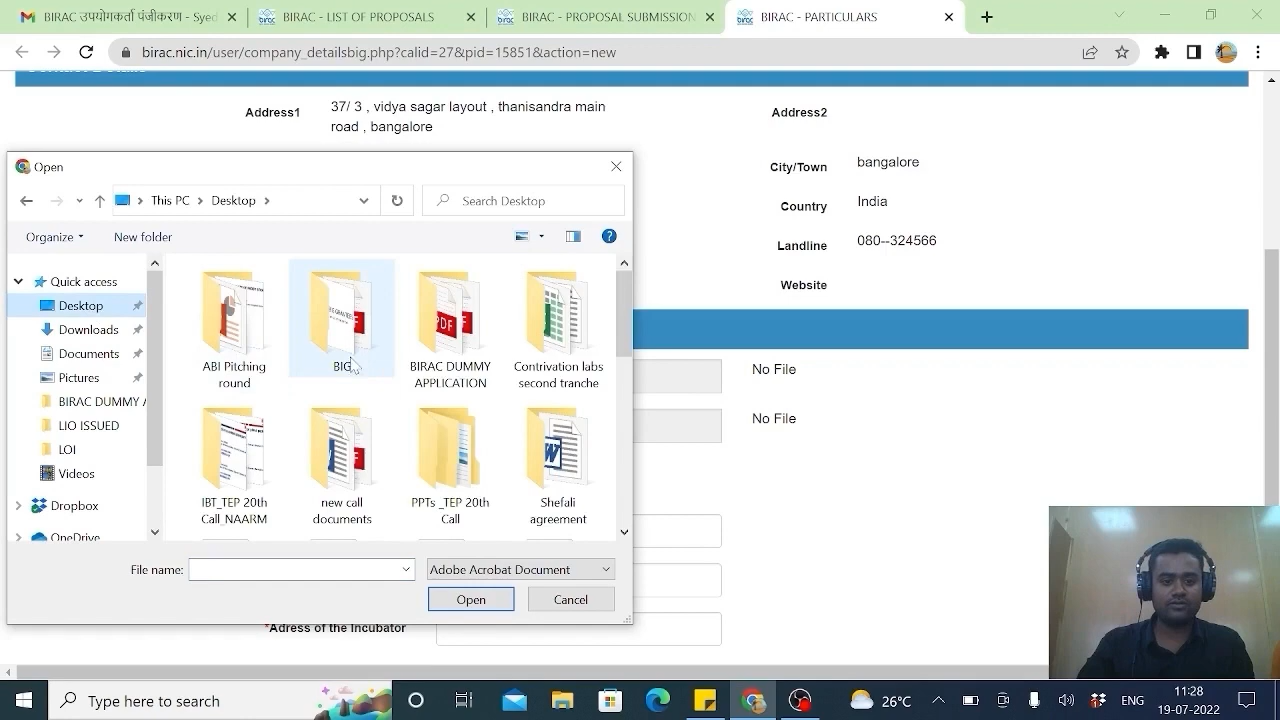 BIRAC उपयोगकर्ता पंजीकरण - Syed
BIRAC - LIST OF PROPOSALS
BIRAC - PROPOSAL SUBMISSION
BIRAC - PARTICULARS
birac.nic.in/user/company_detailsbig.php?calid=27&pid=15851&action=new
Address1
37/ 3 , vidya sagar layout , thanisandra main
road , bangalore
Address2
City/Town
bangalore
Country
India
Landline
080--324566
Website
No File
No File
*Adress of the Incubator
Open
This PC
Desktop
Search Desktop
Organize
New folder
Quick access
Desktop
Downloads
Documents
Pictures
BIRAC DUMMY A
LIO ISSUED
LOI
Videos
Dropbox
OneDrive
ABI Pitching
round
BIG
BIRAC DUMMY
APPLICATION
Contrivation labs
second tranche
IBT_TEP 20th
Call_NAARM
new call
documents
PPTs _TEP 20th
Call
Shefali
agreement
PDF
File name:
Adobe Acrobat Document
Open
Cancel
Type here to search
26°C
ENG
11:28
19-07-2022